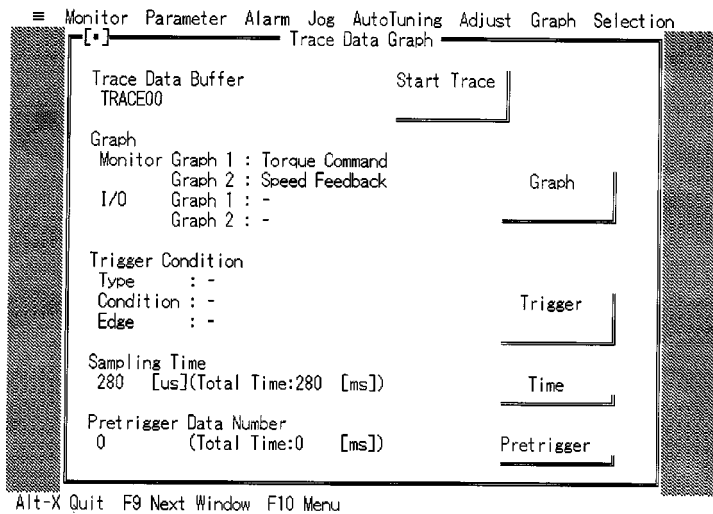 ≡ Monitor Parameter Alarm Jog AutoTuning Adjust Graph Selection
[▪] Trace Data Graph
Trace Data Buffer
TRACE00
Start Trace
Graph
Monitor Graph 1 : Torque Command
Graph 2 : Speed Feedback
I/O Graph 1 : -
Graph 2 : -
Graph
Trigger Condition
Type : -
Condition : -
Edge : -
Trigger
Sampling Time
280 [us](Total Time:280 [ms])
Time
Pretrigger Data Number
0 (Total Time:0 [ms])
Pretrigger
Alt-X Quit F9 Next Window F10 Menu